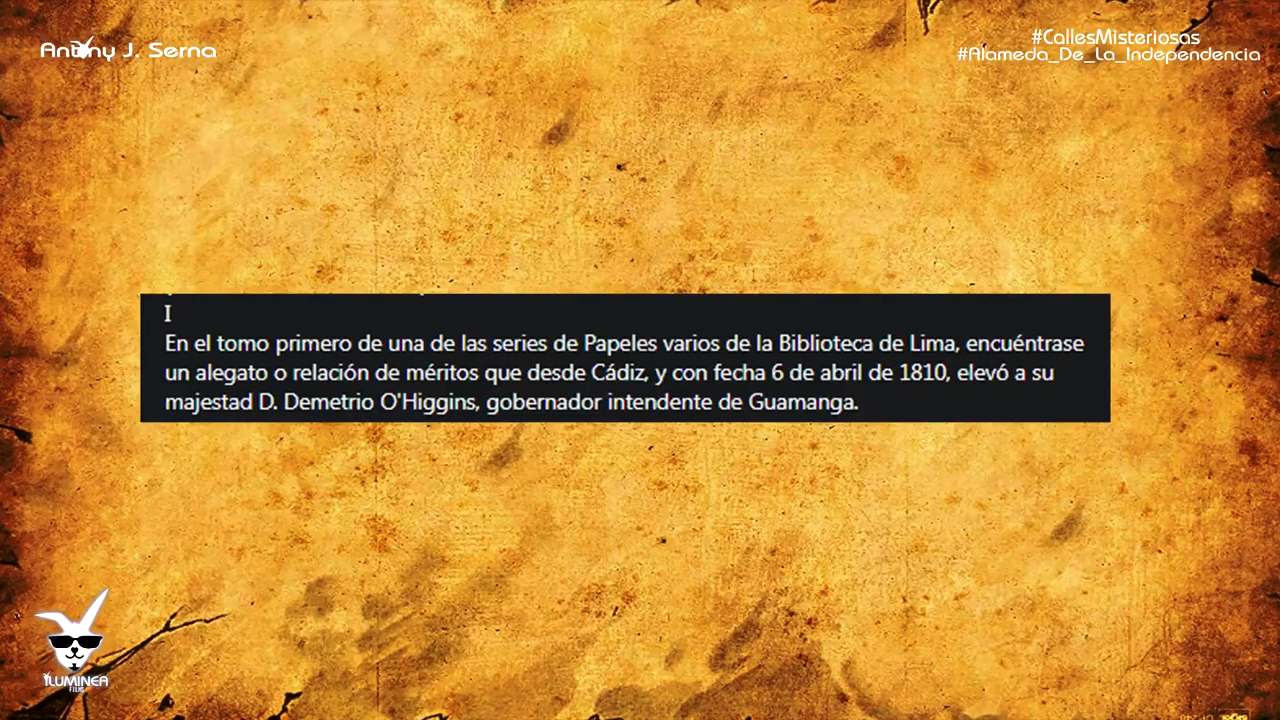 Antony J. Serna
#CallesMisteriosas
#Alameda_De_La_Independencia
I
En el tomo primero de una de las series de Papeles varios de la Biblioteca de Lima, encuéntrase
un alegato o relación de méritos que desde Cádiz, y con fecha 6 de abril de 1810, elevó a su
majestad D. Demetrio O'Higgins, gobernador intendente de Guamanga.
ILUMINEA
FILMS